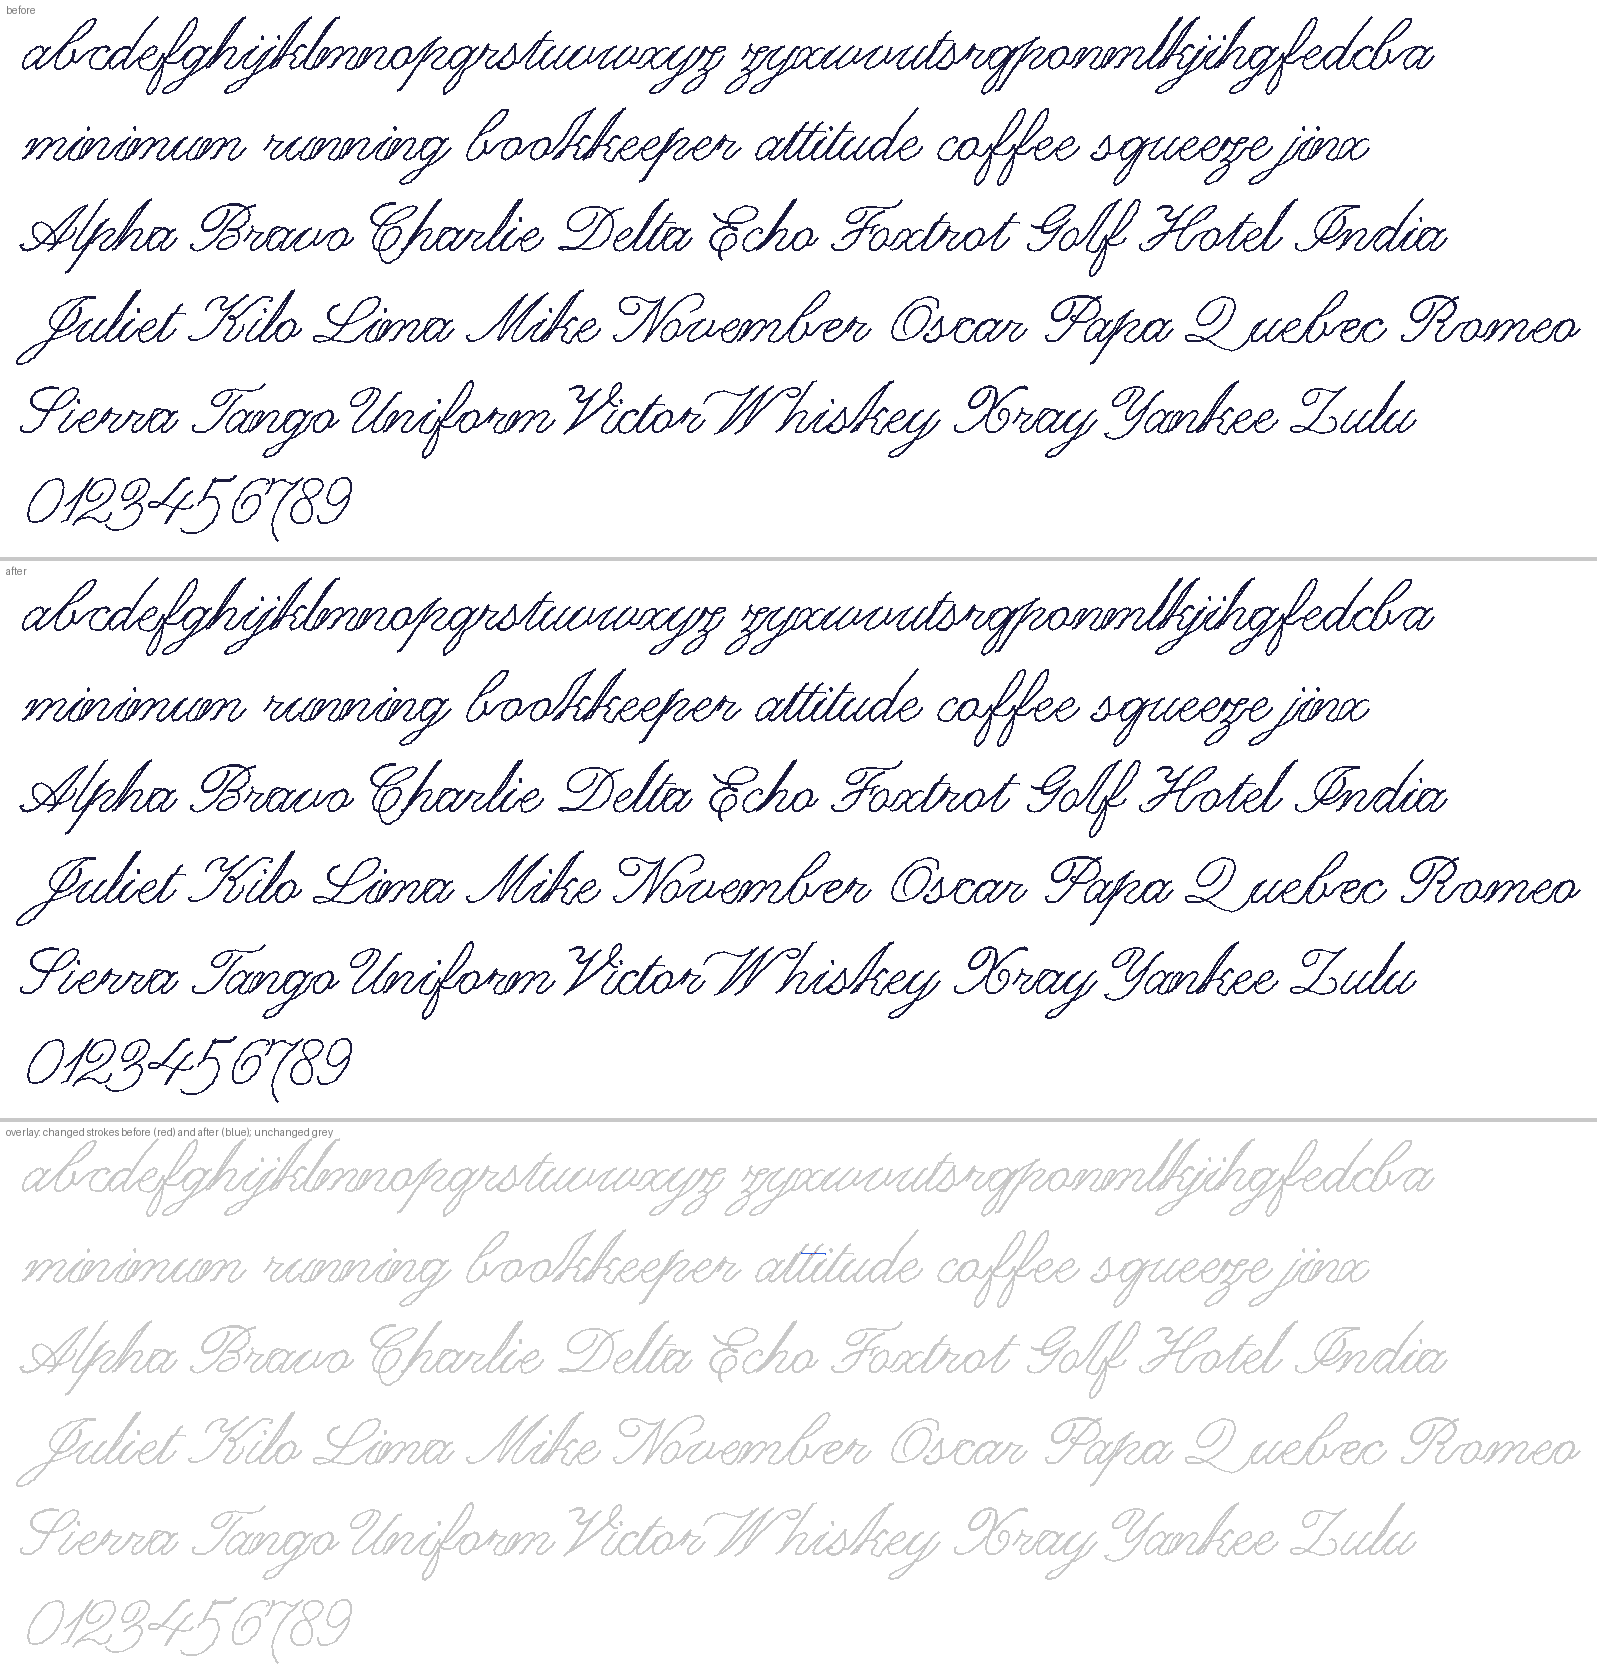 before
abcdefghijklmnopqrstuvwxyz zyxwvutsrqponmlkjihgfedcba
minimum running bookkeeper attitude coffee squeeze jinx
Alpha Bravo Charlie Delta Echo Foxtrot Golf Hotel India
Juliet Kilo Lima Mike November Oscar Papa Quebec Romeo
Sierra Tango Uniform Victor Whiskey Xray Yankee Zulu
0123456789
after
abcdefghijklmnopqrstuvwxyz zyxwvutsrqponmlkjihgfedcba
minimum running bookkeeper attitude coffee squeeze jinx
Alpha Bravo Charlie Delta Echo Foxtrot Golf Hotel India
Juliet Kilo Lima Mike November Oscar Papa Quebec Romeo
Sierra Tango Uniform Victor Whiskey Xray Yankee Zulu
0123456789
overlay: changed strokes before (red) and after (blue); unchanged grey
abcdefghijklmnopqrstuvwxyz zyxwvutsrqponmlkjihgfedcba
minimum running bookkeeper attitude coffee squeeze jinx
Alpha Bravo Charlie Delta Echo Foxtrot Golf Hotel India
Juliet Kilo Lima Mike November Oscar Papa Quebec Romeo
Sierra Tango Uniform Victor Whiskey Xray Yankee Zulu
0123456789